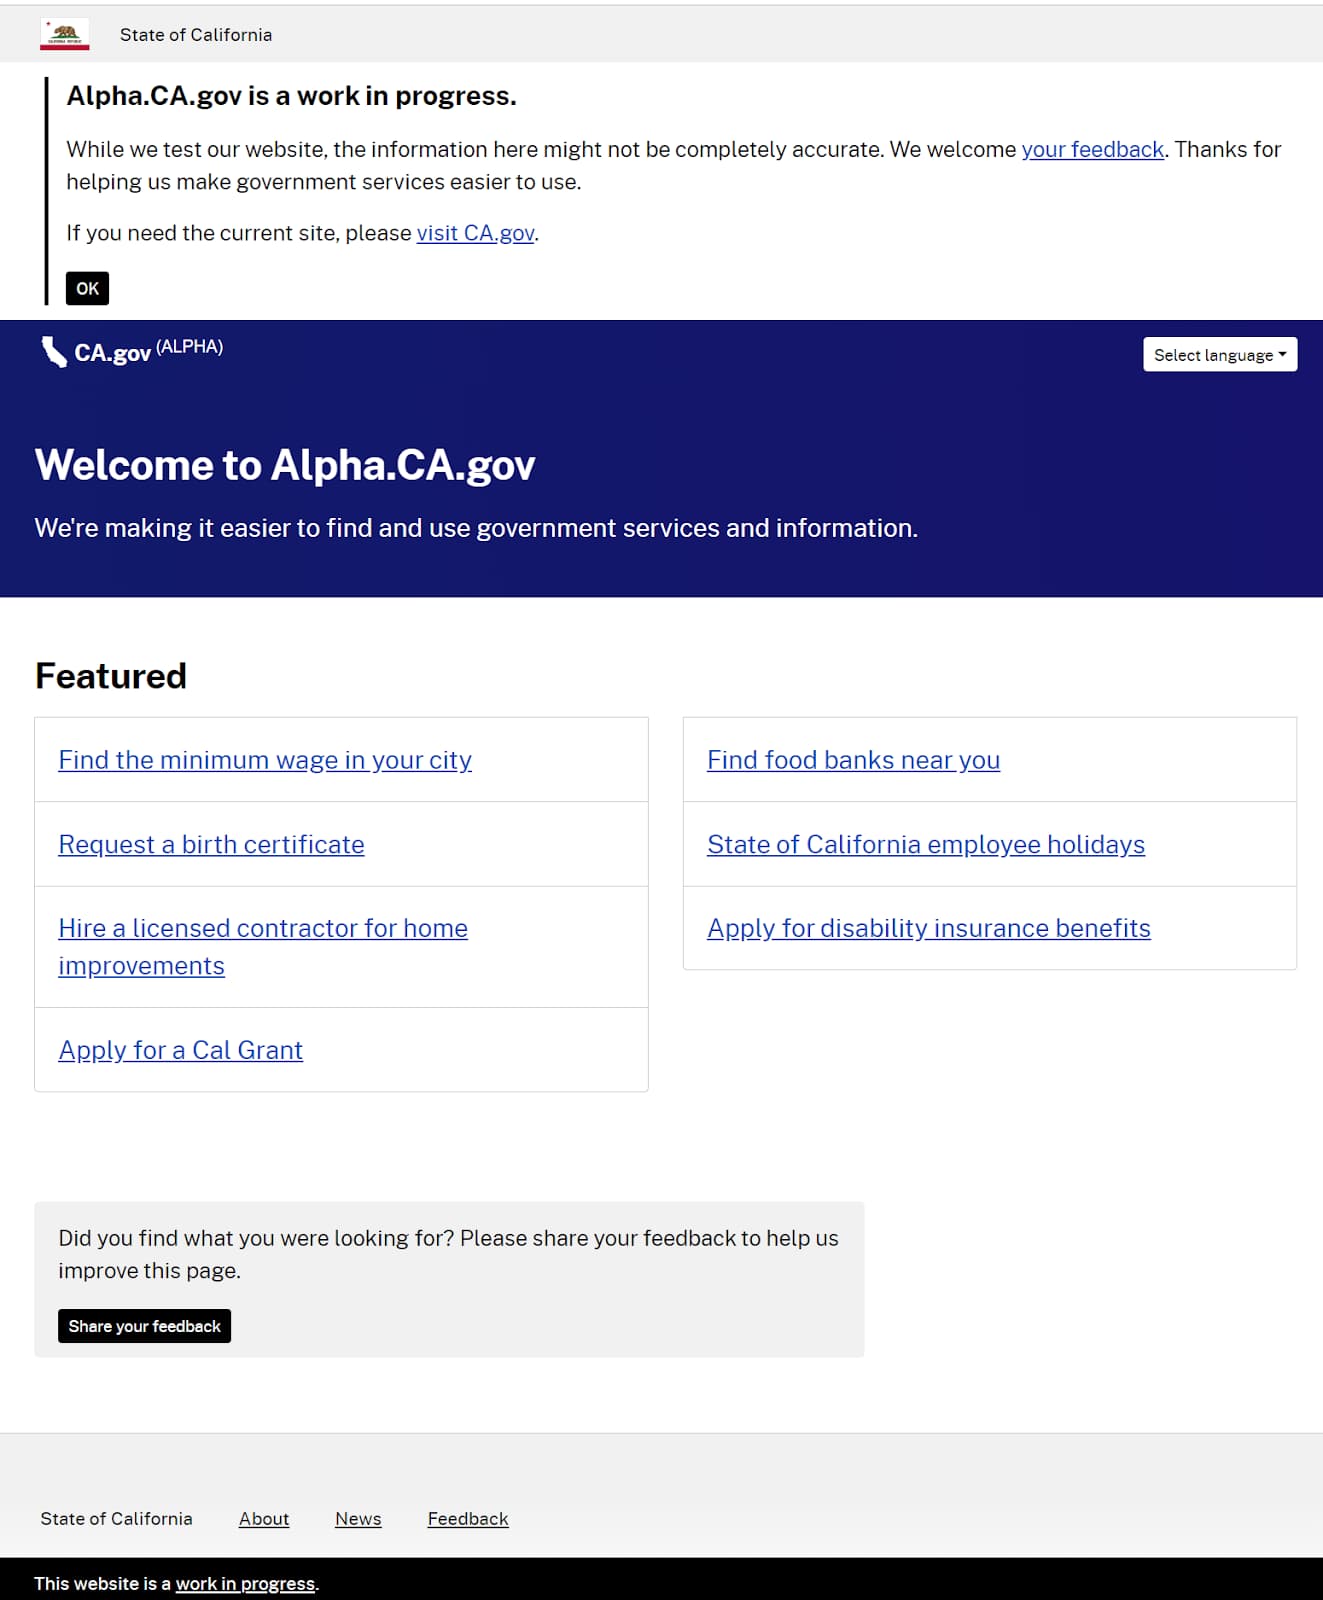 State of California
Alpha.CA.gov is a work in progress.
While we test our website, the information here might not be completely accurate. We welcome your feedback. Thanks for
helping us make government services easier to use.
If you need the current site, please visit CA.gov.
OK
CA.gov (ALPHA)
Select language
Welcome to Alpha.CA.gov
We're making it easier to find and use government services and information.
Featured
Find the minimum wage in your city
Request a birth certificate
Hire a licensed contractor for home
improvements
Apply for a Cal Grant
Find food banks near you
State of California employee holidays
Apply for disability insurance benefits
Did you find what you were looking for? Please share your feedback to help us
improve this page.
Share your feedback
State of California About News Feedback
This website is a work in progress.